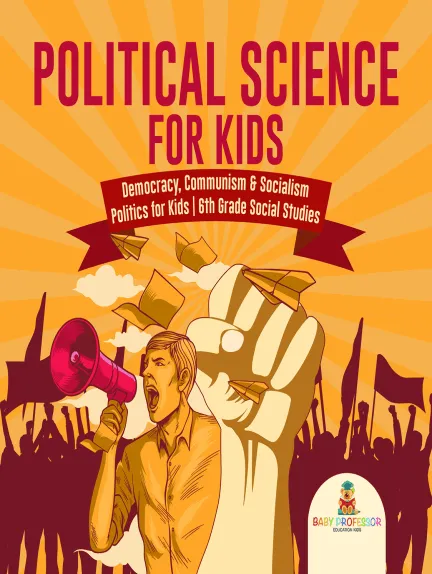 POLITICAL SCIENCE
FOR KIDS
Democracy, Communism & Socialism
Politics for Kids | 6th Grade Social Studies
BABY PROFESSOR
EDUCATION KIDS